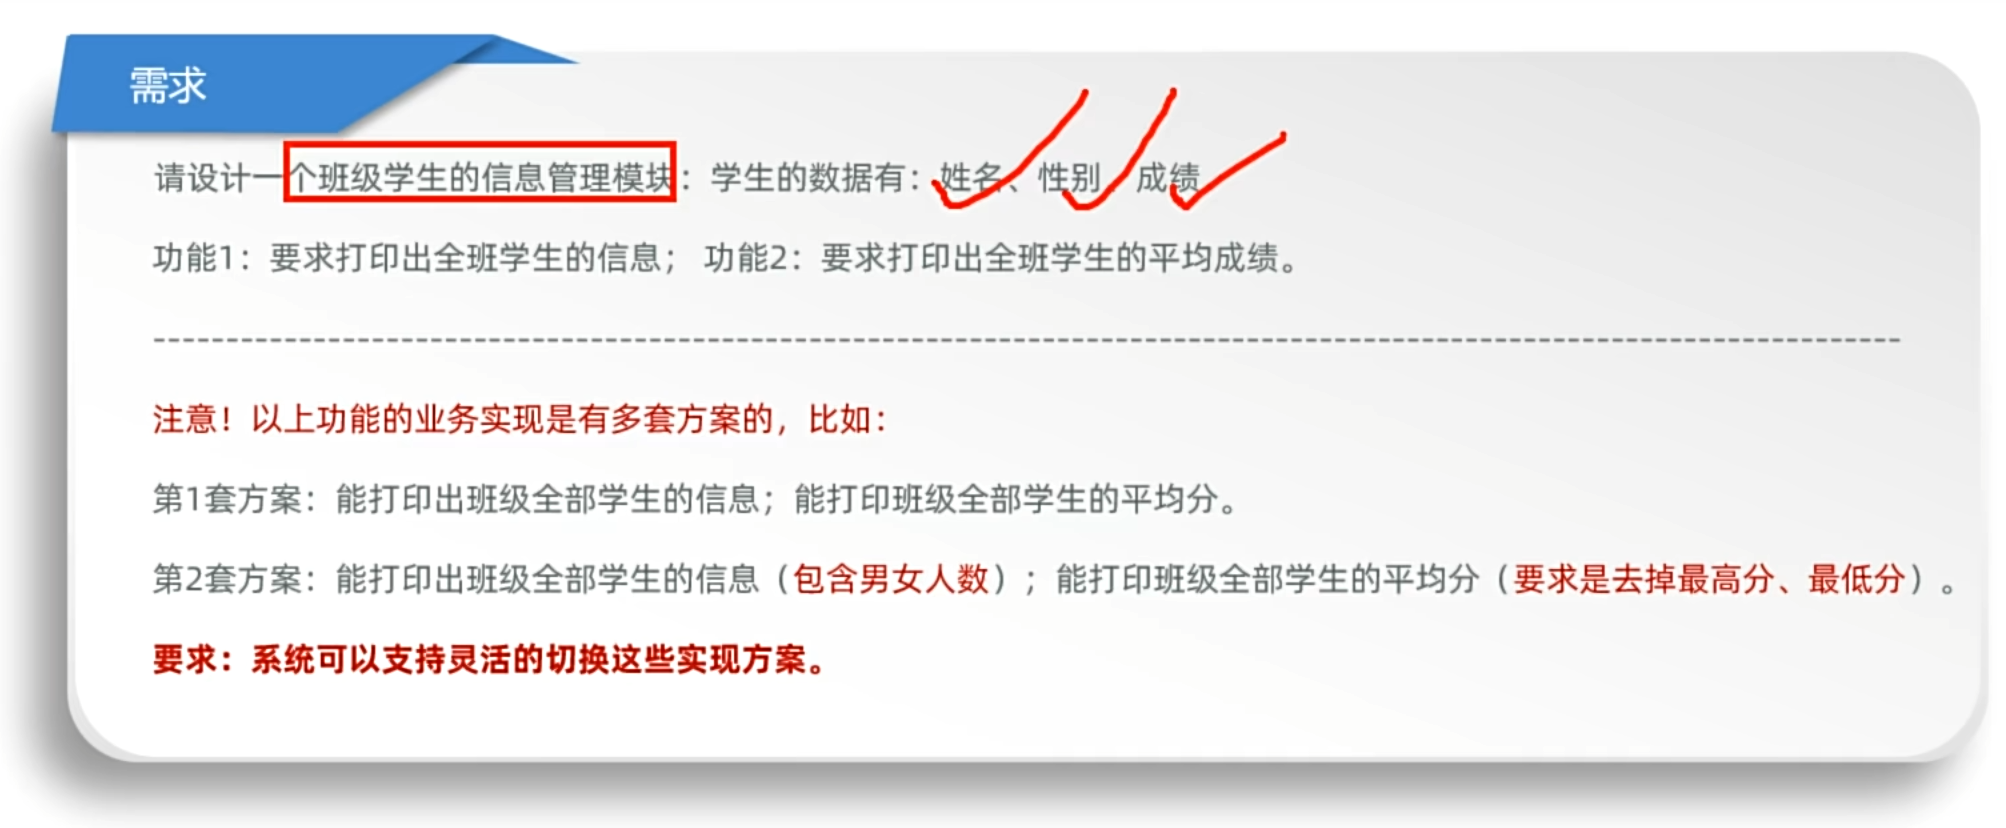 需求
请设计一个班级学生的信息管理模块：学生的数据有：姓名、性别、成绩
功能1：要求打印出全班学生的信息； 功能2：要求打印出全班学生的平均成绩。
注意！以上功能的业务实现是有多套方案的，比如：
第1套方案：能打印出班级全部学生的信息；能打印班级全部学生的平均分。
第2套方案：能打印出班级全部学生的信息（包含男女人数）；能打印班级全部学生的平均分（要求是去掉最高分、最低分）。
要求：系统可以支持灵活的切换这些实现方案。